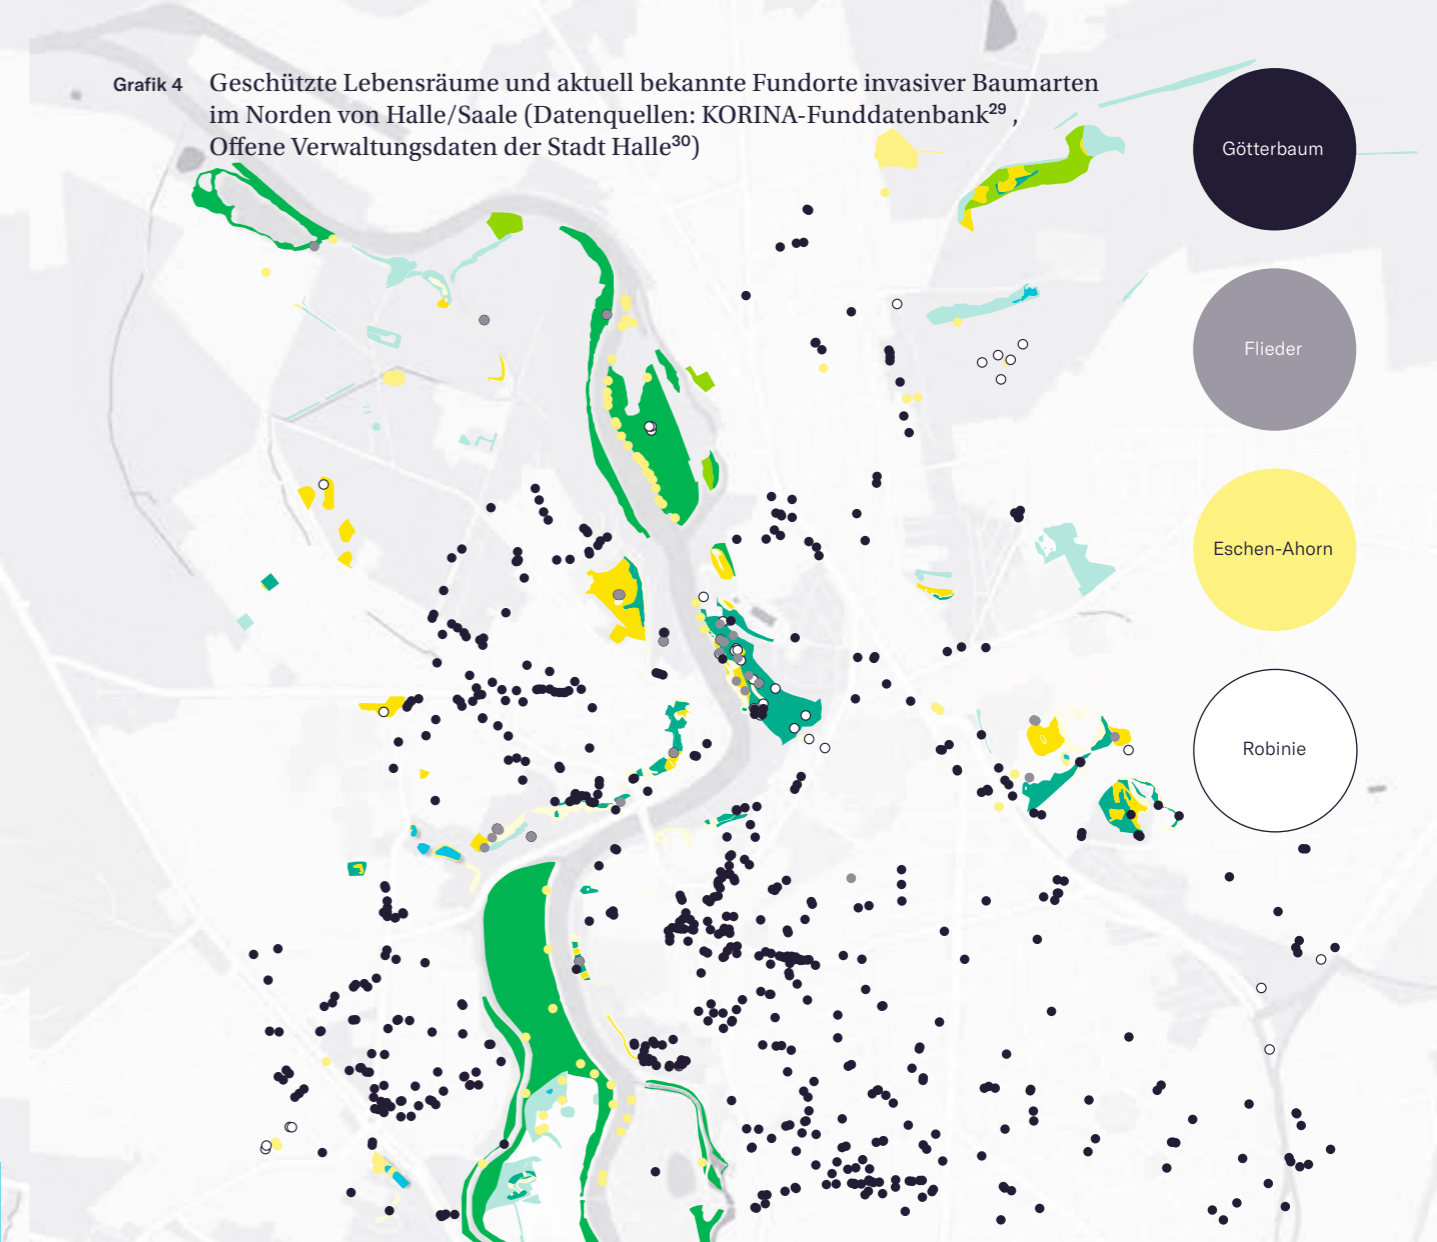 Grafik 4 Geschützte Lebensräume und aktuell bekannte Fundorte invasiver Baumarten
im Norden von Halle/Saale (Datenquellen: KORINA-Funddatenbank²⁹ ,
Offene Verwaltungsdaten der Stadt Halle³⁰)
Götterbaum
Flieder
Eschen-Ahorn
Robinie